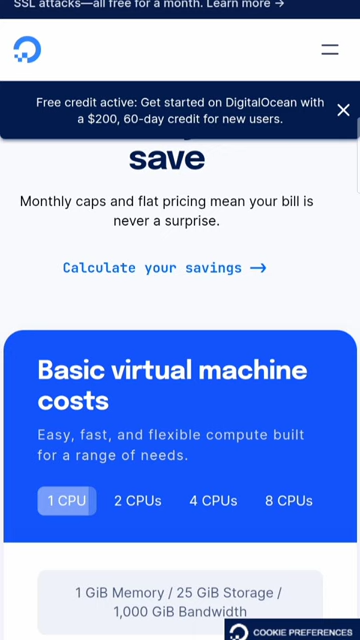 SSL attacks—all free for a month. Learn more →
Free credit active: Get started on DigitalOcean with
a $200, 60-day credit for new users.
save
Monthly caps and flat pricing mean your bill is
never a surprise.
Calculate your savings →
Basic virtual machine
costs
Easy, fast, and flexible compute built
for a range of needs.
1 CPU 2 CPUs 4 CPUs 8 CPUs
1 GiB Memory / 25 GiB Storage /
1,000 GiB Bandwidth
COOKIE PREFERENCES